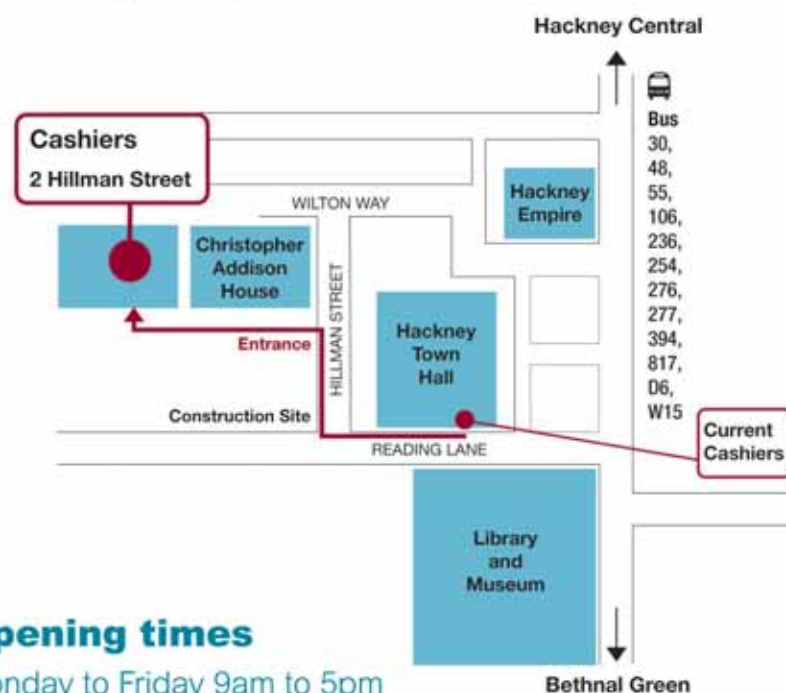 Hackney Central
Bus
30,
48,
55,
106,
236,
254,
276,
277,
394,
817,
D6,
W15
Cashiers
2 Hillman Street
WILTON WAY
Hackney
Empire
Christopher
Addison
House
HILLMAN STREET
Hackney
Town
Hall
Entrance
Construction Site
READING LANE
Current
Cashiers
Library
and
Museum
pening times
onday to Friday 9am to 5pm
Bethnal Green